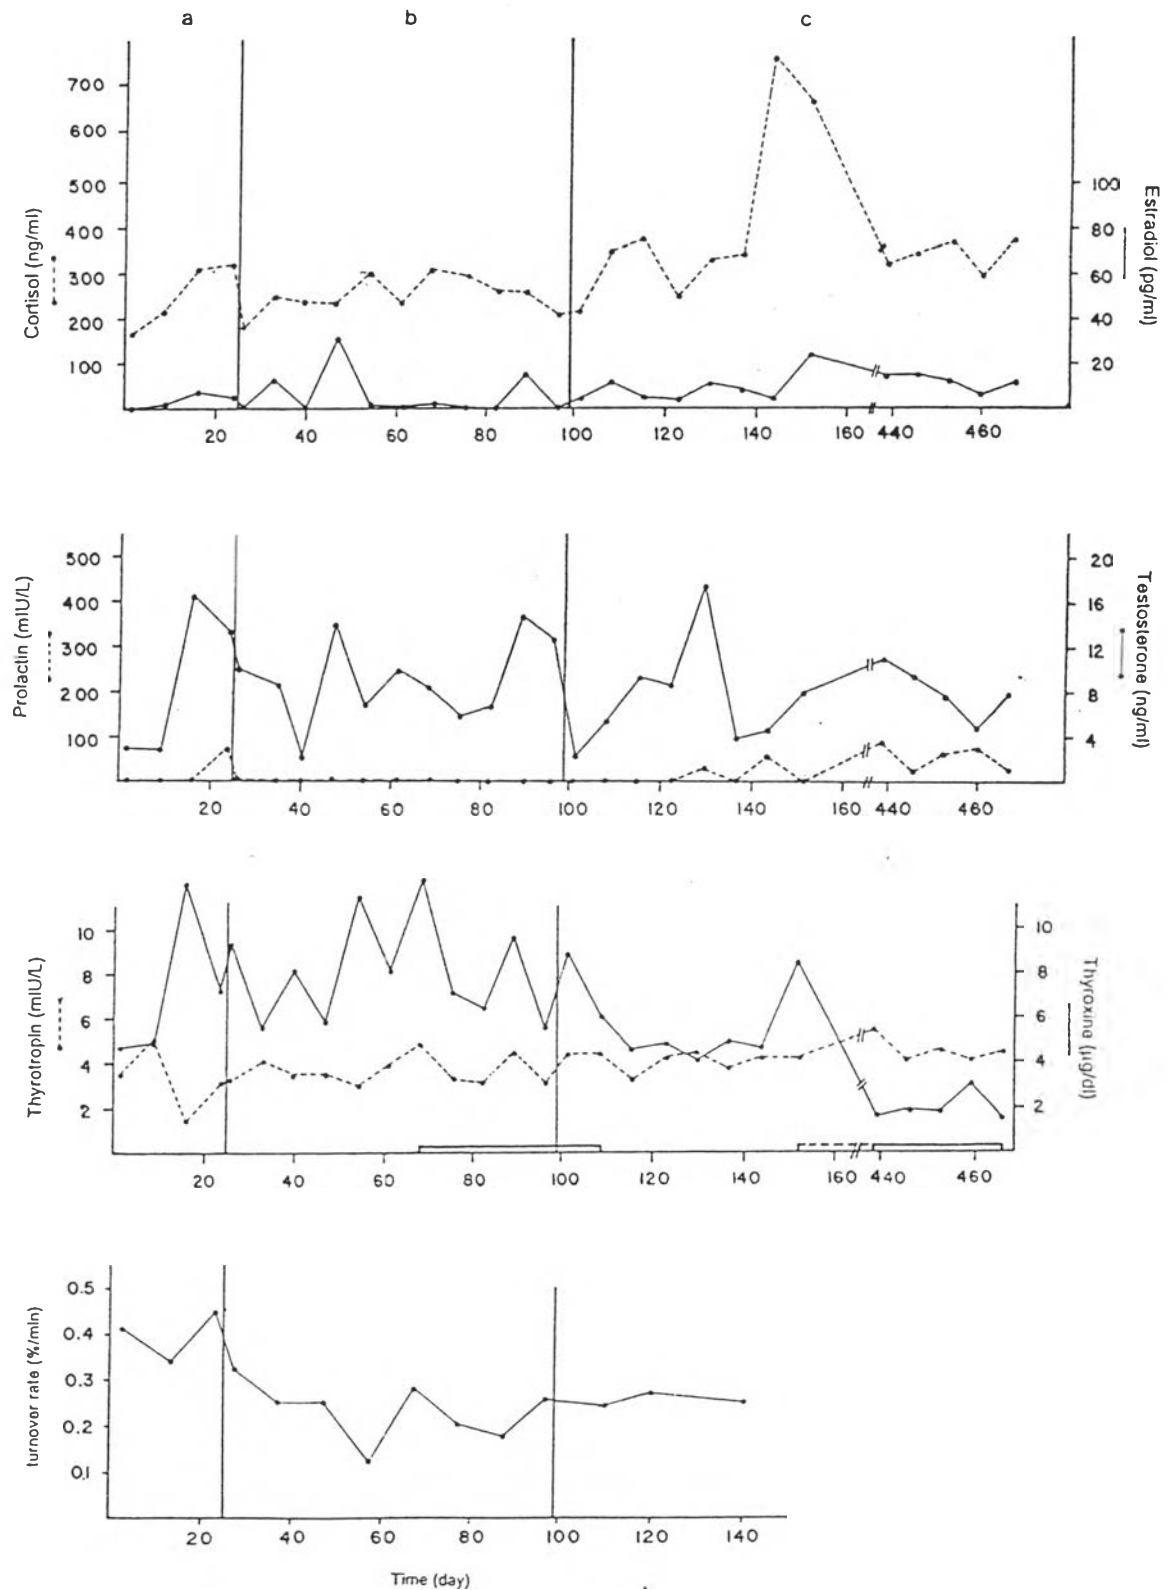 a b c
700
600
500
400
300
200
100
Cortisol (ng/ml)
100
80
60
40
20
Estradiol (pg/ml)
20 40 60 80 100 120 140 160 440 460
500
400
300
200
100
Prolactin (mIU/L)
20
16
12
8
4
Testosterone (ng/ml)
20 40 60 80 100 120 140 160 440 460
10
8
6
4
2
Thyrotropin (mIU/L)
10
8
6
4
2
Thyroxine (µg/dl)
20 40 60 80 100 120 140 160 440 460
0.5
0.4
0.3
0.2
0.1
turnover rate (%/min)
20 40 60 80 100 120 140
Time (day)